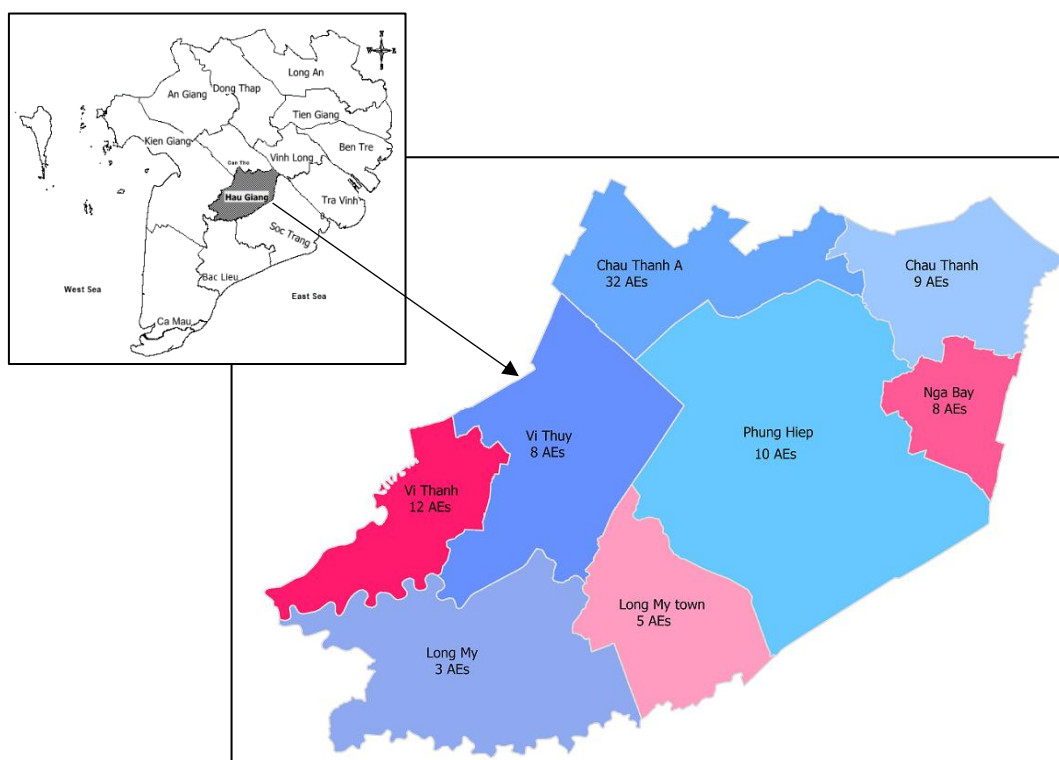 N
W E
S
Long An
Dong Thap
An Giang
Tien Giang
Kien Giang
Ben Tre
Vinh Long
Can Tho
Hau Giang
Tra Vinh
Soc Trang
Bac Lieu
West Sea
East Sea
Ca Mau
Chau Thanh A
32 AEs
Chau Thanh
9 AEs
Nga Bay
8 AEs
Vi Thuy
8 AEs
Phung Hiep
10 AEs
Vi Thanh
12 AEs
Long My town
5 AEs
Long My
3 AEs